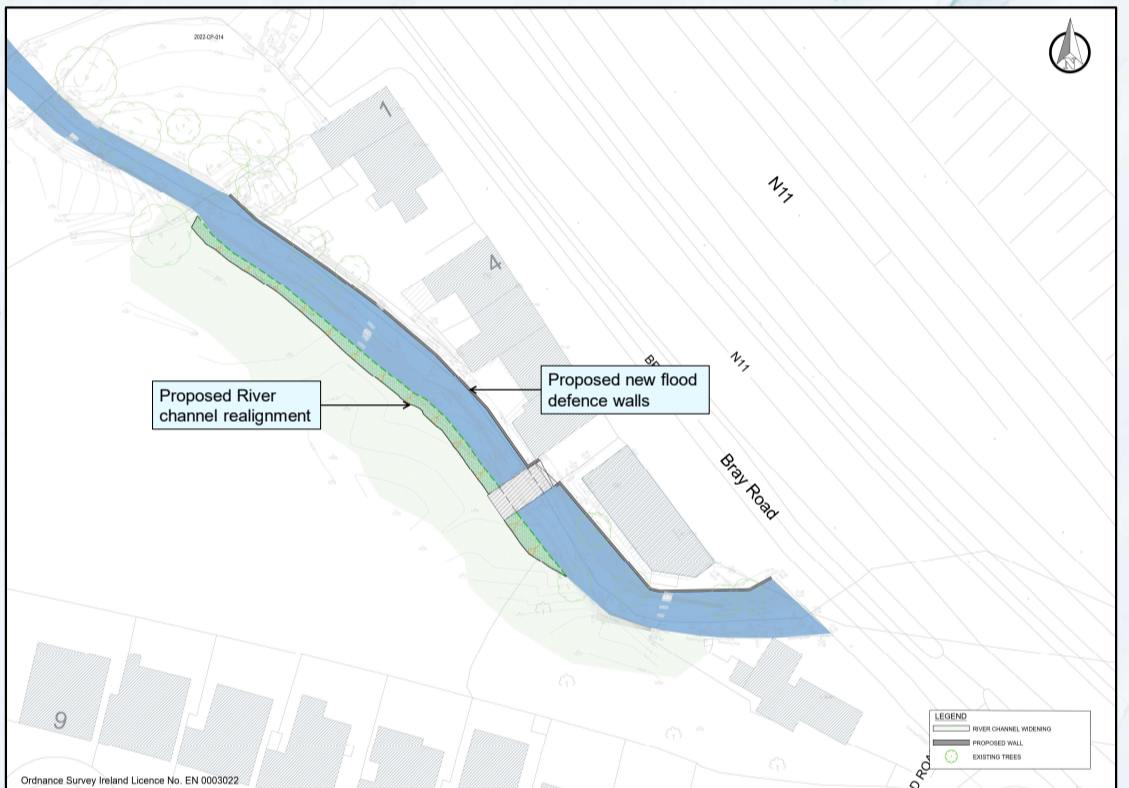 2022-CP-014
N
1
N11
4
N11
Proposed new flood
defence walls
Proposed River
channel realignment
Bray Road
9
LEGEND
RIVER CHANNEL WIDENING
PROPOSED WALL
EXISTING TREES
Ordnance Survey Ireland Licence No. EN 0003022